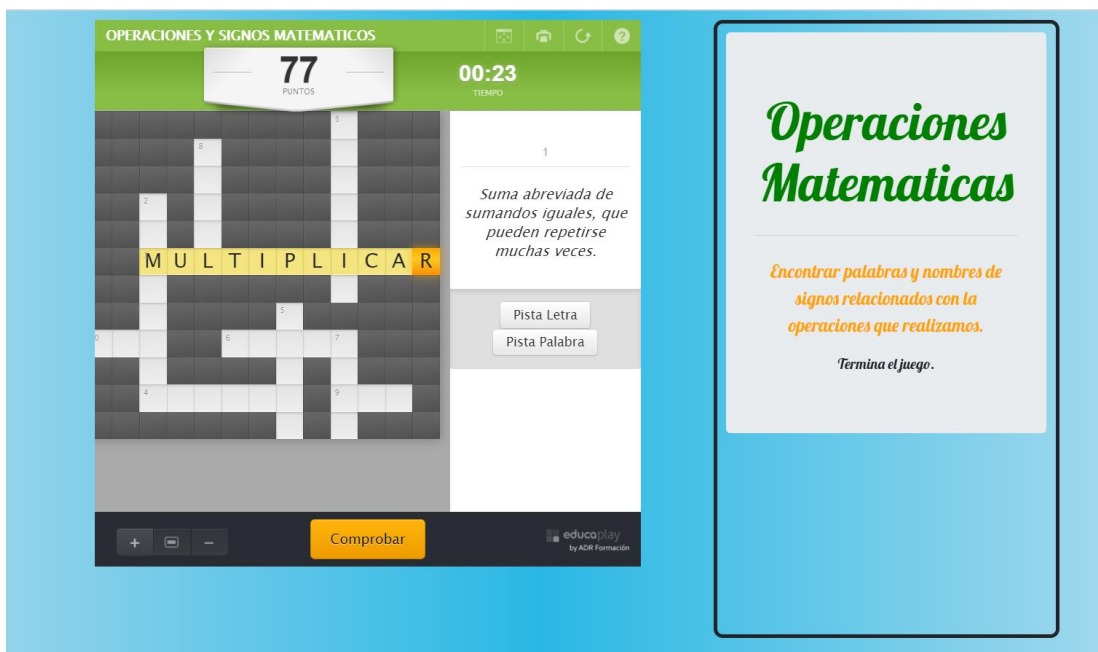 OPERACIONES Y SIGNOS MATEMATICOS
77
PUNTOS
00:23
TIEMPO
3
8
2
MULTIPLICAR
5
0 6 7
4 9
1
Suma abreviada de
sumandos iguales, que
pueden repetirse
muchas veces.
Pista Letra
Pista Palabra
+ −
Comprobar
educaplay
by ADR Formación
Operaciones
Matematicas
Encontrar palabras y nombres de
signos relacionados con la
operaciones que realizamos.
Termina el juego.